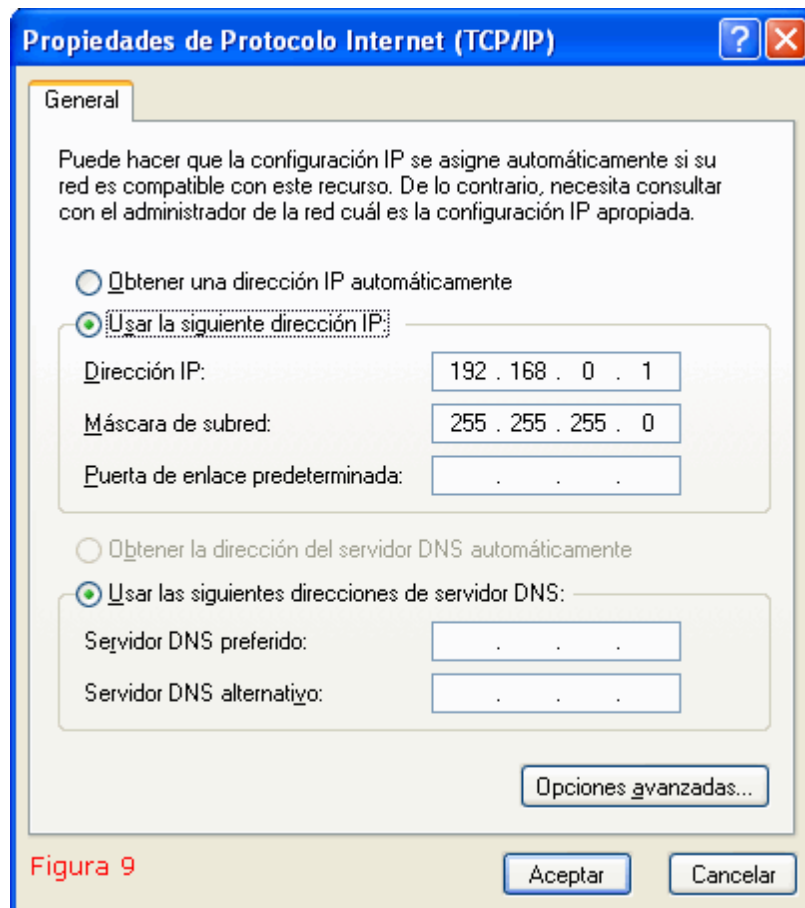 Propiedades de Protocolo Internet (TCP/IP)
General
Puede hacer que la configuración IP se asigne automáticamente si su
red es compatible con este recurso. De lo contrario, necesita consultar
con el administrador de la red cuál es la configuración IP apropiada.
Obtener una dirección IP automáticamente
Usar la siguiente dirección IP:
Dirección IP: 192 . 168 . 0 . 1
Máscara de subred: 255 . 255 . 255 . 0
Puerta de enlace predeterminada: . . .
Obtener la dirección del servidor DNS automáticamente
Usar las siguientes direcciones de servidor DNS:
Servidor DNS preferido: . . .
Servidor DNS alternativo: . . .
Opciones avanzadas...
Figura 9
Aceptar Cancelar